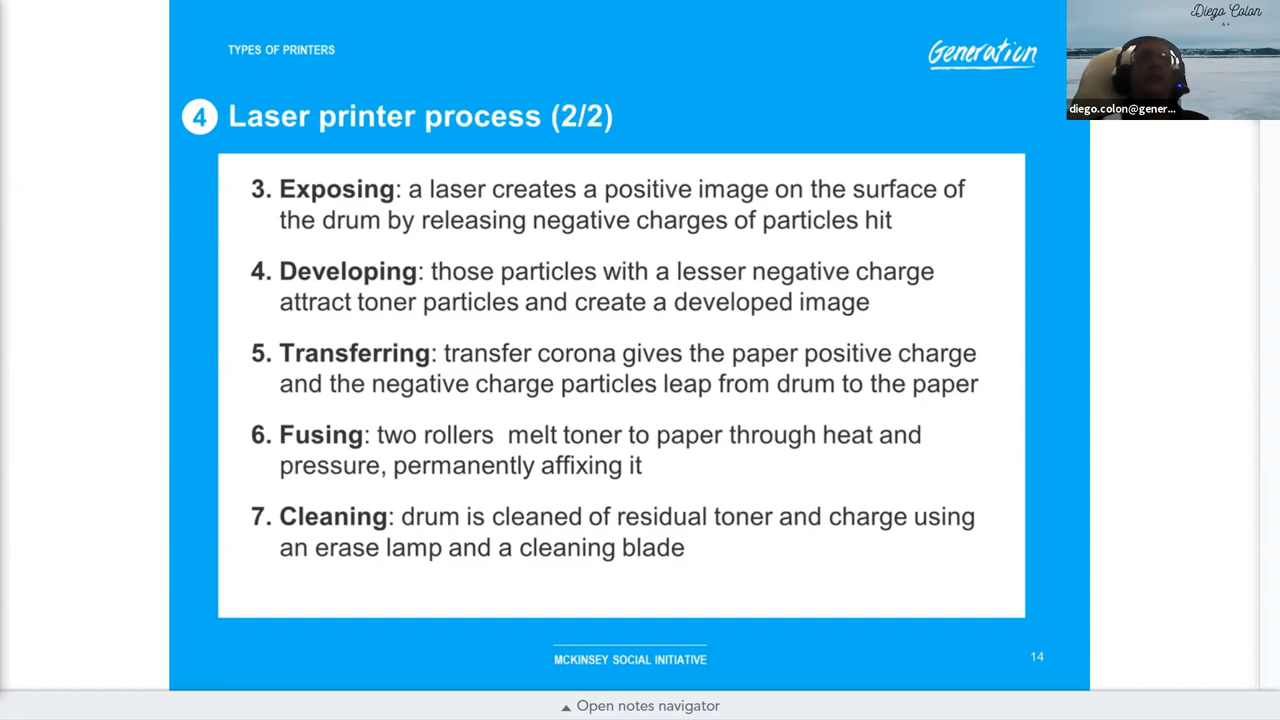 TYPES OF PRINTERS
Generation
Diego Colon
A+
diego.colon@gener...
4 Laser printer process (2/2)
3. Exposing: a laser creates a positive image on the surface of
the drum by releasing negative charges of particles hit
4. Developing: those particles with a lesser negative charge
attract toner particles and create a developed image
5. Transferring: transfer corona gives the paper positive charge
and the negative charge particles leap from drum to the paper
6. Fusing: two rollers  melt toner to paper through heat and
pressure, permanently affixing it
7. Cleaning: drum is cleaned of residual toner and charge using
an erase lamp and a cleaning blade
MCKINSEY SOCIAL INITIATIVE
14
Open notes navigator